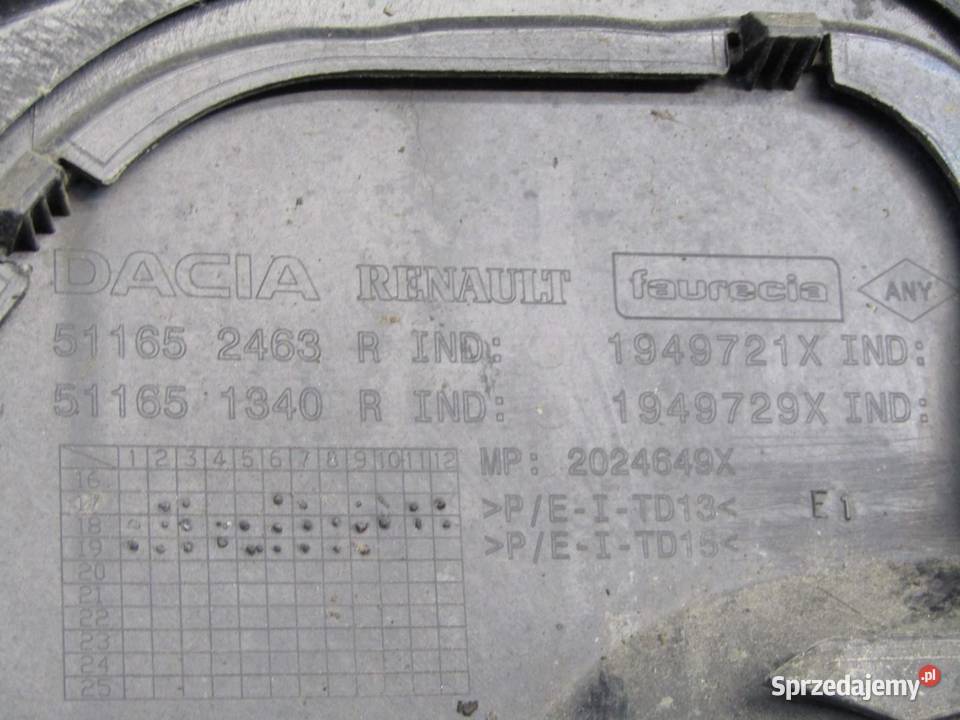 DACIA RENAULT faurecia ANY
51165 2463 R IND: 1949721X IND:
51165 1340 R IND: 1949729X IND:
1 2 3 4 5 6 7 8 9 10 11 12
MP: 2024649X
16
17
>P/E-I-TD13< E1
18
>P/E-I-TD15<
19
20
21
22
23
24
25
Sprzedajemy.pl